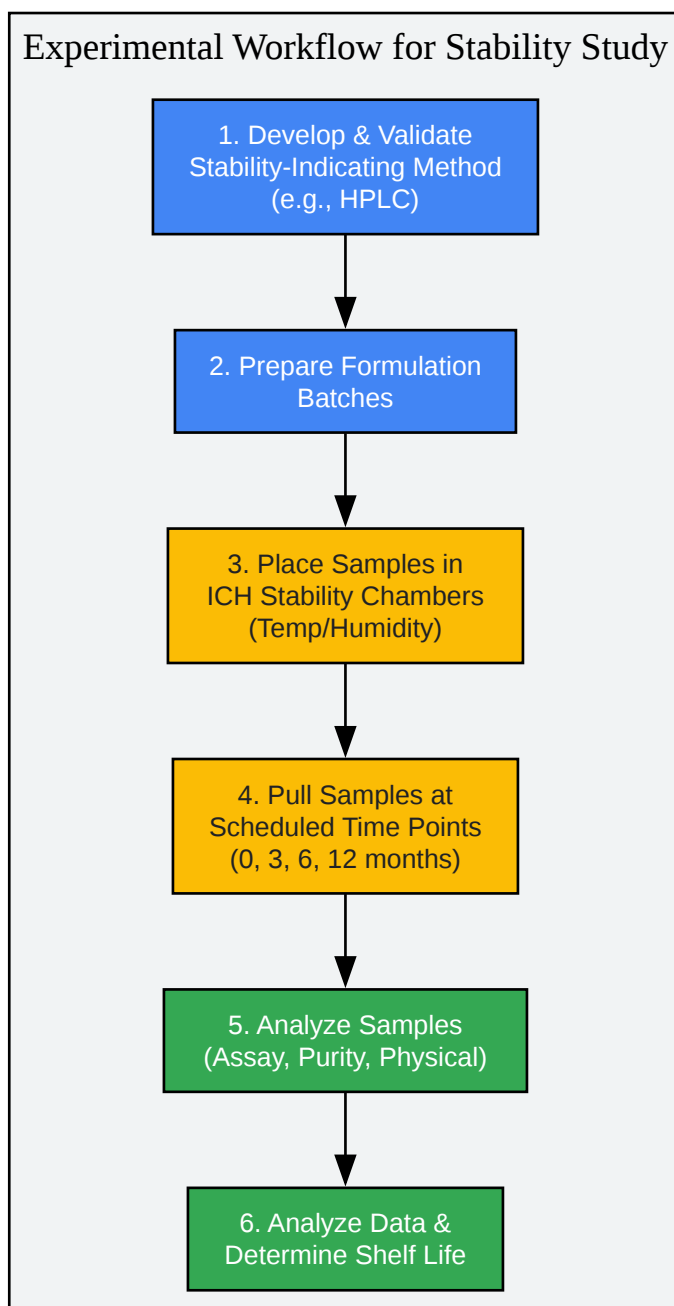 Experimental Workflow for Stability Study
1. Develop & Validate
Stability-Indicating Method
(e.g., HPLC)
2. Prepare Formulation
Batches
3. Place Samples in
ICH Stability Chambers
(Temp/Humidity)
4. Pull Samples at
Scheduled Time Points
(0, 3, 6, 12 months)
5. Analyze Samples
(Assay, Purity, Physical)
6. Analyze Data &
Determine Shelf Life